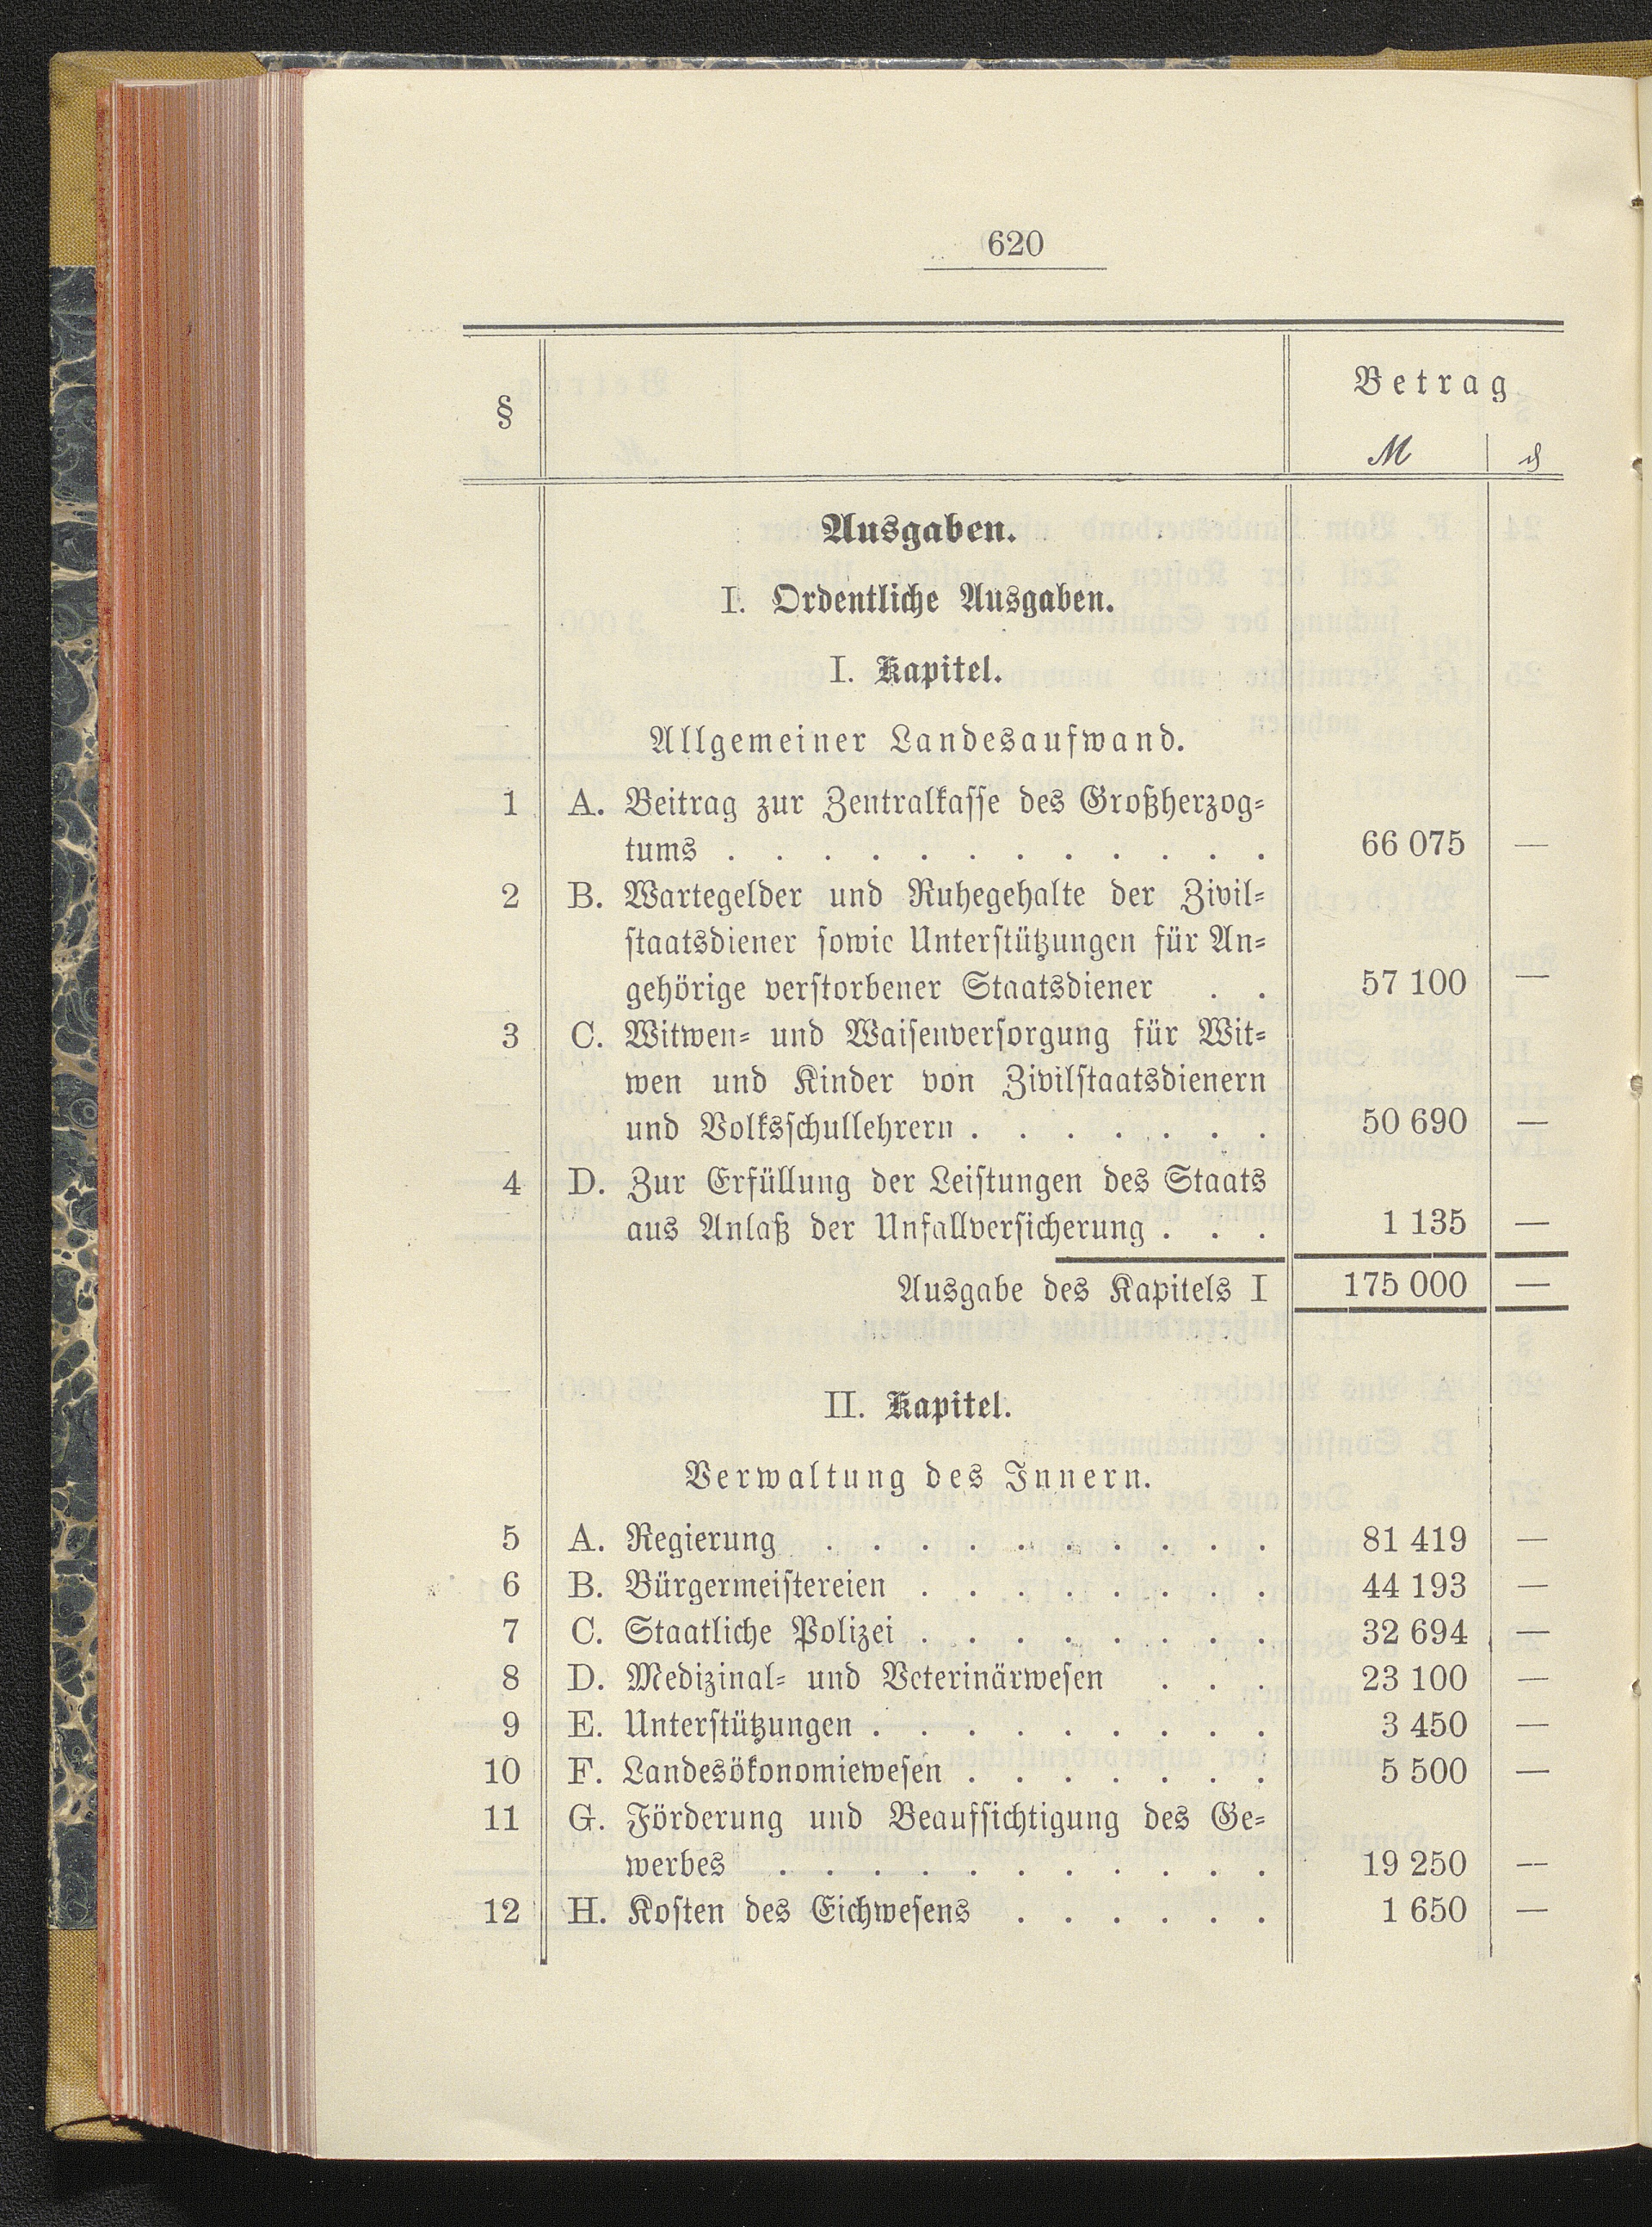 620
§ Betrag
ℳ ₰
Ausgaben.
I. Ordentliche Ausgaben.
I. Kapitel.
Allgemeiner Landesaufwand.
1 A. Beitrag zur Zentralkasse des Großherzog-
tums . . . . . . . . . . . . 66 075 —
2 B. Wartegelder und Ruhegehalte der Zivil-
staatsdiener sowie Unterstützungen für An-
gehörige verstorbener Staatsdiener . . 57 100 —
3 C. Witwen- und Waisenversorgung für Wit-
wen und Kinder von Zivilstaatsdienern
und Volksschullehrern . . . . . . . 50 690 —
4 D. Zur Erfüllung der Leistungen des Staats
aus Anlaß der Unfallversicherung . . . 1 135 —
Ausgabe des Kapitels I 175 000 —
II. Kapitel.
Verwaltung des Innern.
5 A. Regierung . . . . . . . . . . 81 419 —
6 B. Bürgermeistereien . . . . . . . . 44 193 —
7 C. Staatliche Polizei . . . . . . . . 32 694 —
8 D. Medizinal- und Veterinärwesen . . . 23 100 —
9 E. Unterstützungen . . . . . . . . . 3 450 —
10 F. Landesökonomiewesen . . . . . . . 5 500 —
11 G. Förderung und Beaufsichtigung des Ge-
werbes . . . . . . . . . . . 19 250 —
12 H. Kosten des Eichwesens . . . . . . 1 650 —